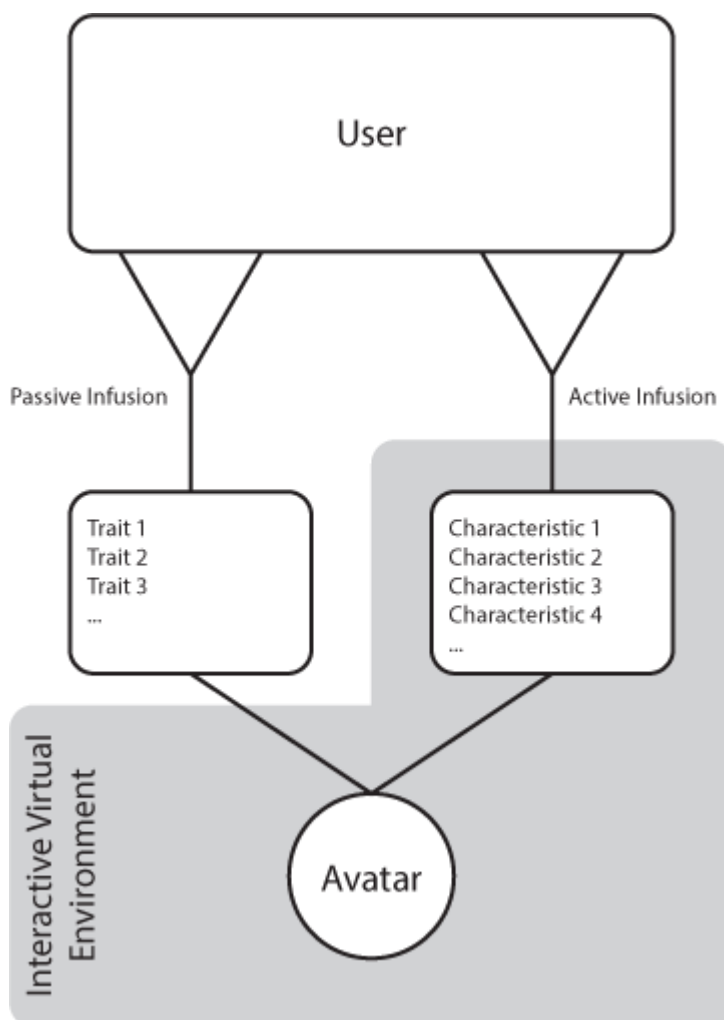 User
Passive Infusion
Active Infusion
Trait 1
Trait 2
Trait 3
...
Characteristic 1
Characteristic 2
Characteristic 3
Characteristic 4
...
Interactive Virtual
Environment
Avatar